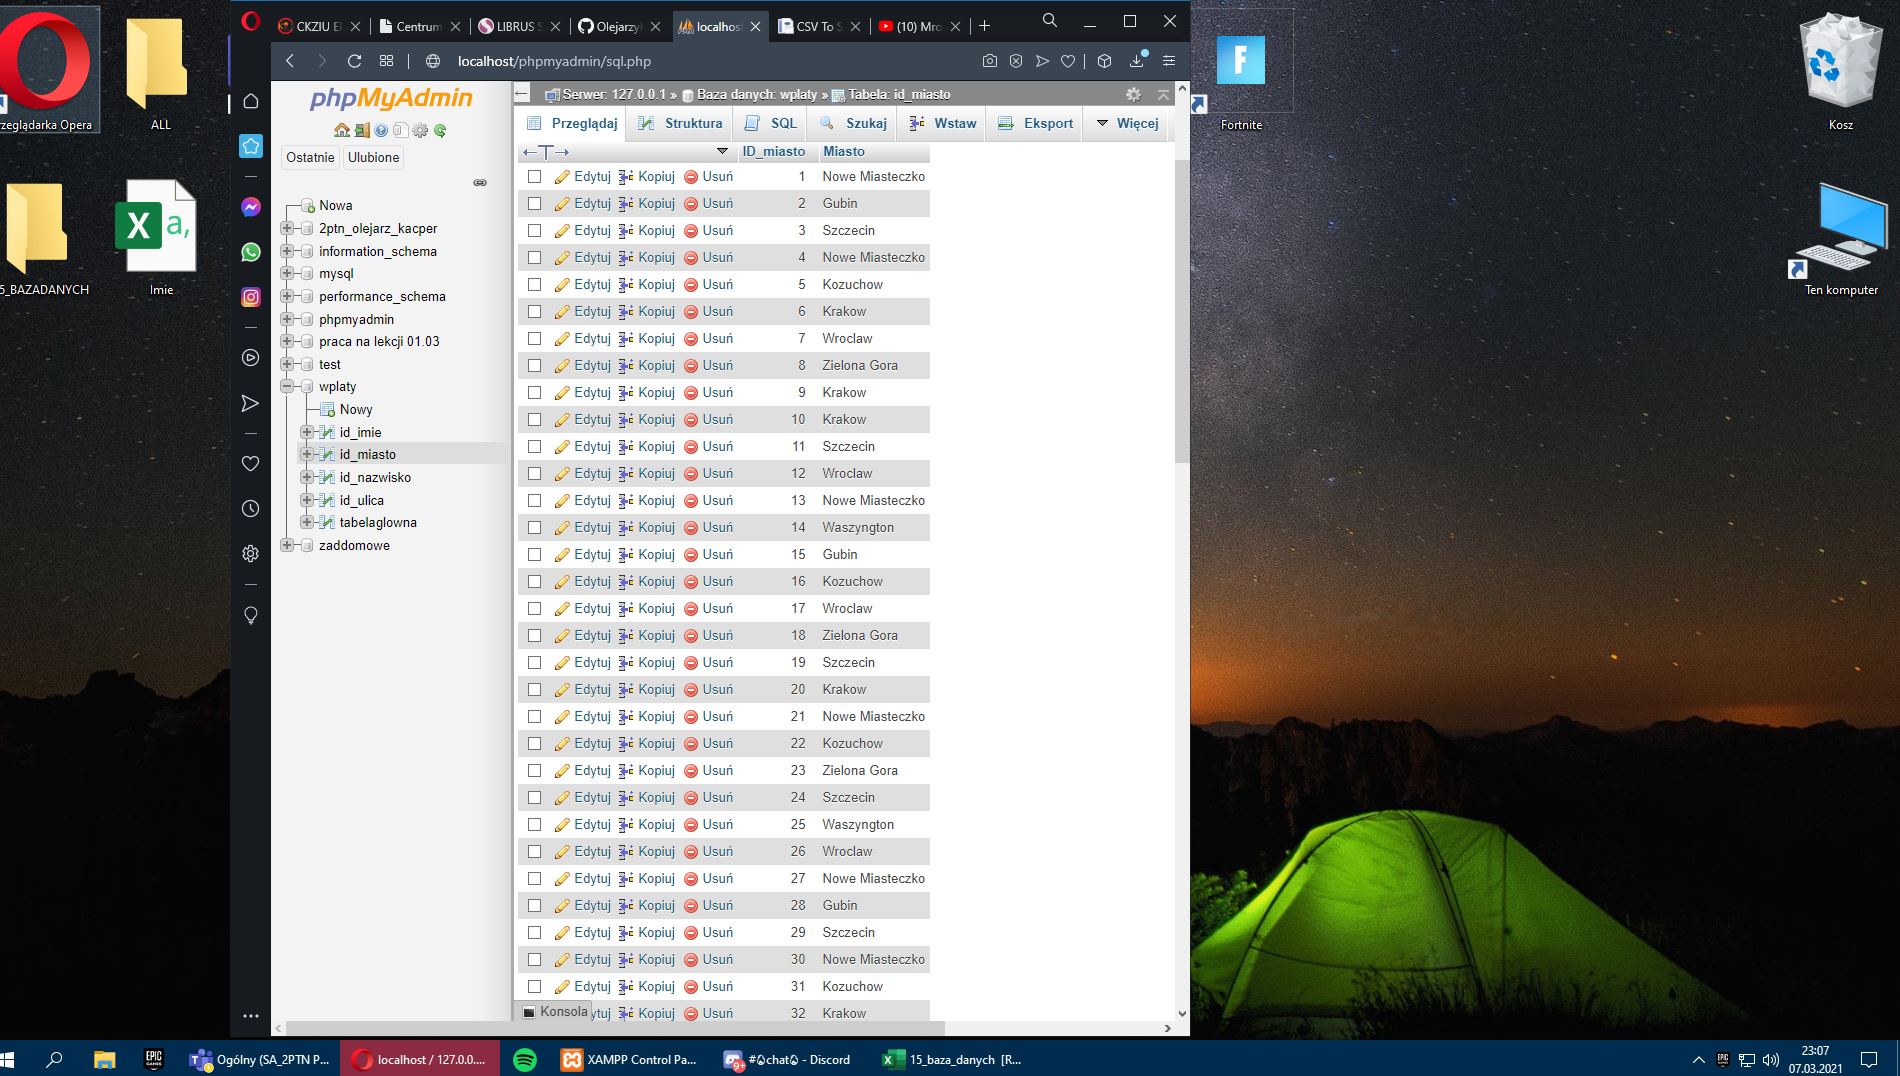 CKZIU El
Centrum
LIBRUS S
Olejarzyk
localhost
CSV To S
(10) Mro
localhost/phpmyadmin/sql.php
zeglądarka Opera
ALL
5_BAZADANYCH
Imie
Fortnite
Kosz
Ten komputer
phpMyAdmin
Ostatnie
Ulubione
Nowa
2ptn_olejarz_kacper
information_schema
mysql
performance_schema
phpmyadmin
praca na lekcji 01.03
test
wplaty
Nowy
id_imie
id_miasto
id_nazwisko
id_ulica
tabelaglowna
zaddomowe
Serwer: 127.0.0.1 » Baza danych: wplaty » Tabela: id_miasto
Przeglądaj Struktura SQL Szukaj Wstaw Eksport Więcej
←T→ ID_miasto Miasto
Edytuj Kopiuj Usuń 1 Nowe Miasteczko
Edytuj Kopiuj Usuń 2 Gubin
Edytuj Kopiuj Usuń 3 Szczecin
Edytuj Kopiuj Usuń 4 Nowe Miasteczko
Edytuj Kopiuj Usuń 5 Kozuchow
Edytuj Kopiuj Usuń 6 Krakow
Edytuj Kopiuj Usuń 7 Wroclaw
Edytuj Kopiuj Usuń 8 Zielona Gora
Edytuj Kopiuj Usuń 9 Krakow
Edytuj Kopiuj Usuń 10 Krakow
Edytuj Kopiuj Usuń 11 Szczecin
Edytuj Kopiuj Usuń 12 Wroclaw
Edytuj Kopiuj Usuń 13 Nowe Miasteczko
Edytuj Kopiuj Usuń 14 Waszyngton
Edytuj Kopiuj Usuń 15 Gubin
Edytuj Kopiuj Usuń 16 Kozuchow
Edytuj Kopiuj Usuń 17 Wroclaw
Edytuj Kopiuj Usuń 18 Zielona Gora
Edytuj Kopiuj Usuń 19 Szczecin
Edytuj Kopiuj Usuń 20 Krakow
Edytuj Kopiuj Usuń 21 Nowe Miasteczko
Edytuj Kopiuj Usuń 22 Kozuchow
Edytuj Kopiuj Usuń 23 Zielona Gora
Edytuj Kopiuj Usuń 24 Szczecin
Edytuj Kopiuj Usuń 25 Waszyngton
Edytuj Kopiuj Usuń 26 Wroclaw
Edytuj Kopiuj Usuń 27 Nowe Miasteczko
Edytuj Kopiuj Usuń 28 Gubin
Edytuj Kopiuj Usuń 29 Szczecin
Edytuj Kopiuj Usuń 30 Nowe Miasteczko
Edytuj Kopiuj Usuń 31 Kozuchow
Konsola ytuj Kopiuj Usuń 32 Krakow
Ogólny (SA_2PTN P...
localhost / 127.0.0....
XAMPP Control Pa...
9+
#♤chat♤ - Discord
15_baza_danych [R...
23:07
07.03.2021